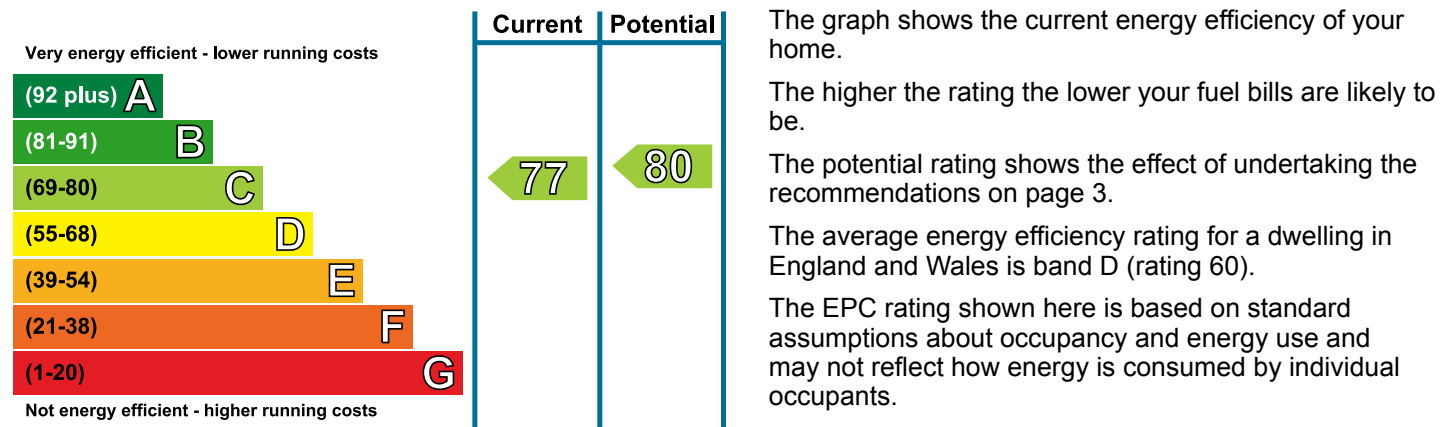 Current Potential
Very energy efficient - lower running costs
(92 plus) A
(81-91) B
(69-80) C
(55-68) D
(39-54) E
(21-38) F
(1-20) G
Not energy efficient - higher running costs
77
80
The graph shows the current energy efficiency of your
home.
The higher the rating the lower your fuel bills are likely to
be.
The potential rating shows the effect of undertaking the
recommendations on page 3.
The average energy efficiency rating for a dwelling in
England and Wales is band D (rating 60).
The EPC rating shown here is based on standard
assumptions about occupancy and energy use and
may not reflect how energy is consumed by individual
occupants.